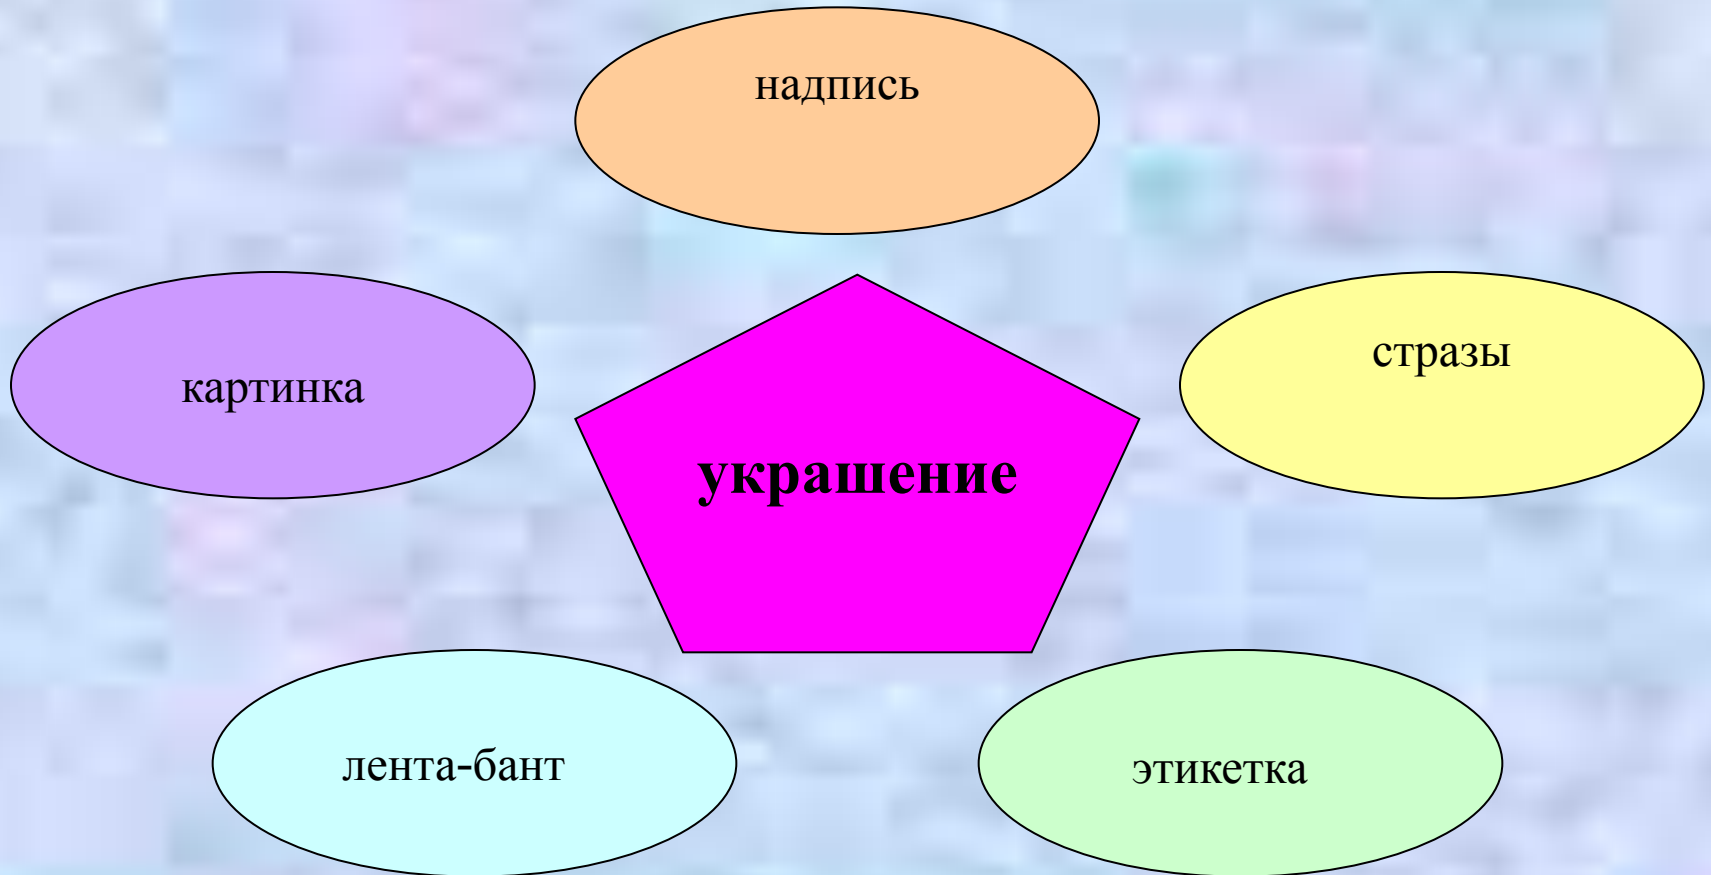 надпись
стразы
картинка
украшение
лента-бант
этикетка